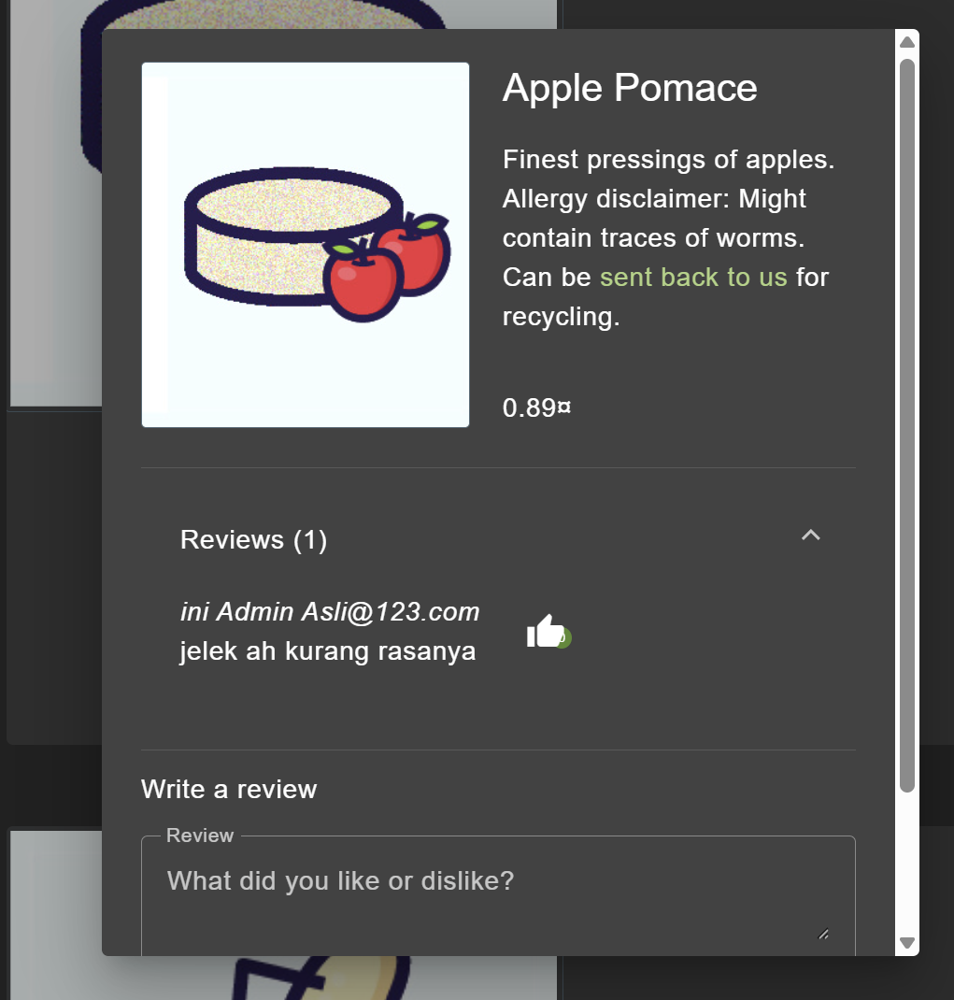 Apple Pomace
Finest pressings of apples.
Allergy disclaimer: Might
contain traces of worms.
Can be sent back to us for
recycling.
0.89¤
Reviews (1)
ini Admin Asli@123.com
jelek ah kurang rasanya
Write a review
Review
What did you like or dislike?